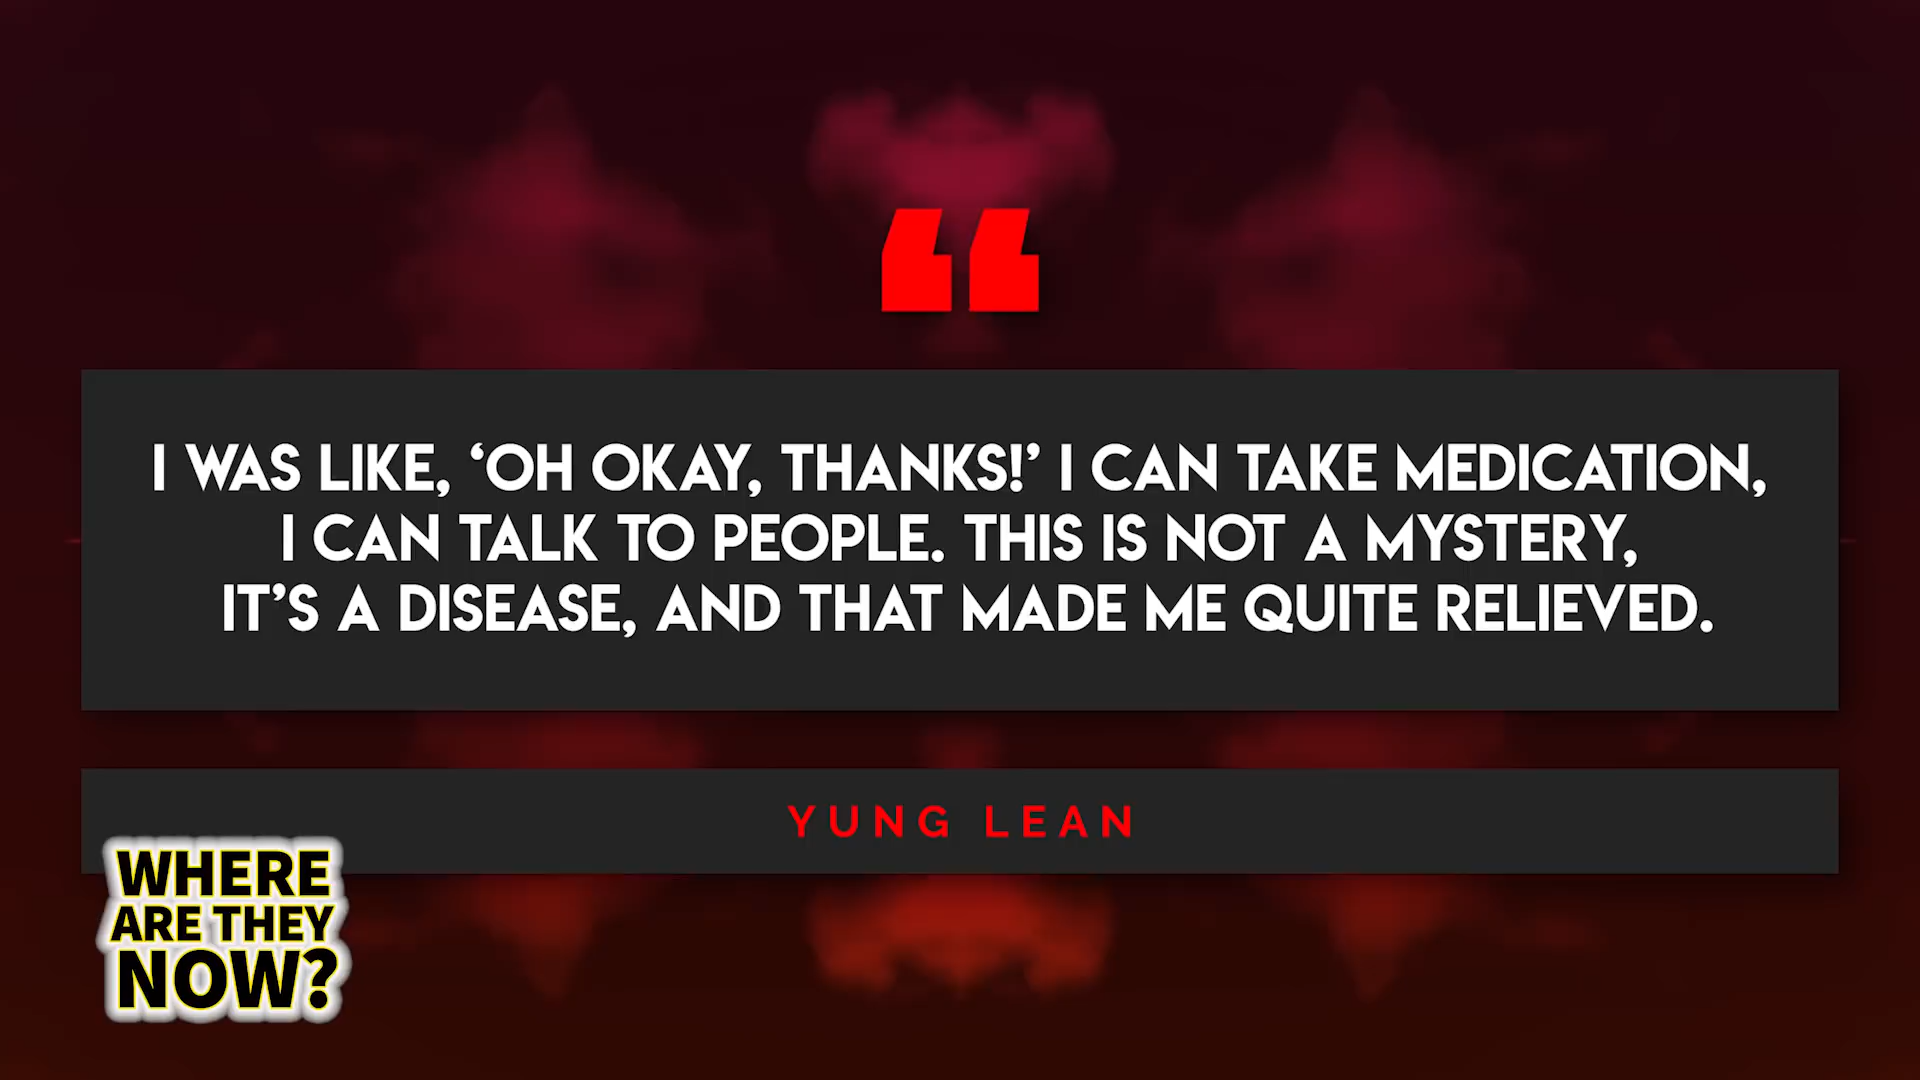 “
I WAS LIKE, ‘OH OKAY, THANKS!’ I CAN TAKE MEDICATION,
I CAN TALK TO PEOPLE. THIS IS NOT A MYSTERY,
IT’S A DISEASE, AND THAT MADE ME QUITE RELIEVED.
YUNG LEAN
WHERE
ARE THEY
NOW?